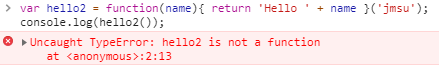 > var hello2 = function(name){ return 'Hello ' + name }('jmsu');
console.log(hello2());
▶Uncaught TypeError: hello2 is not a function
at <anonymous>:2:13